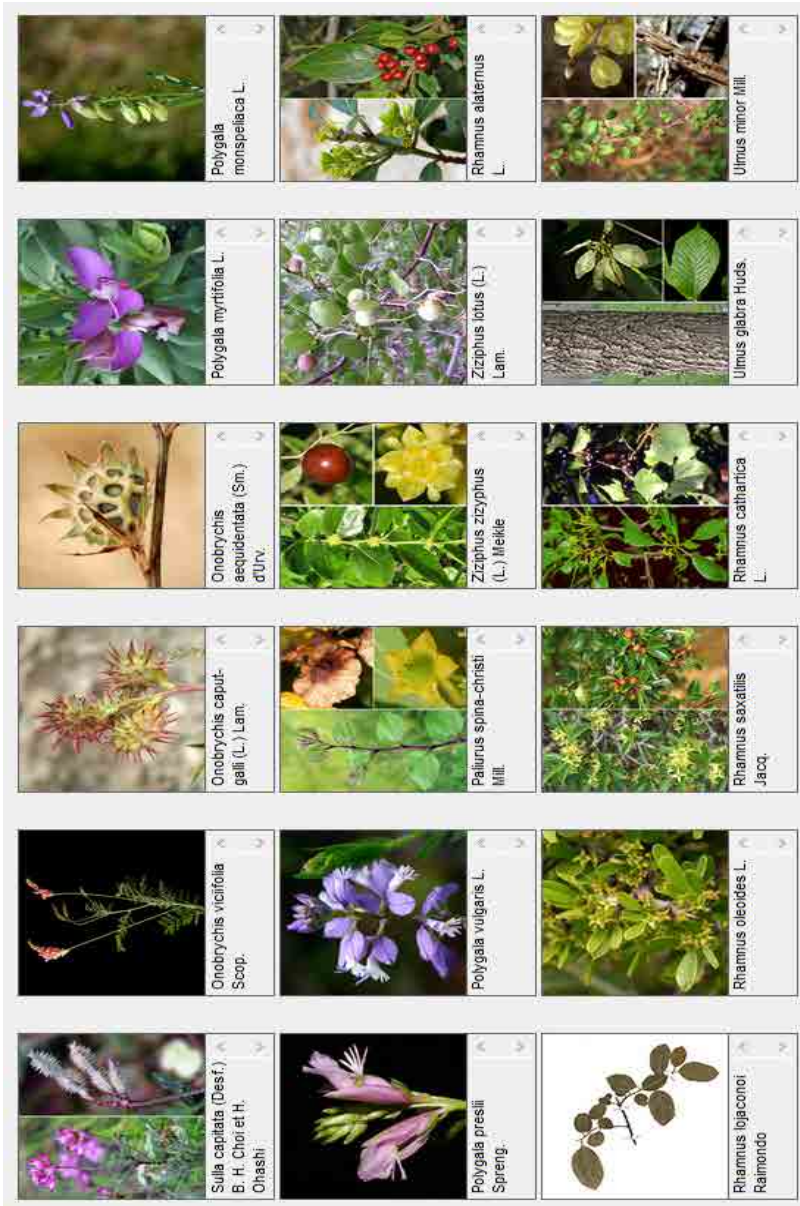 Sulla capitata (Desf.)
B. H. Choi et H.
Ohashi
Onobrychis viciifolia
Scop.
Onobrychis caput-
galli (L.) Lam.
Onobrychis
aequidentata (Sm.)
d'Urv.
Polygala myrtifolia L.
Polygala
monspeliaca L.
Polygala preslii
Spreng.
Polygala vulgaris L.
Paliurus spina-christi
Mill.
Ziziphus zizyphus
(L.) Meikle
Ziziphus lotus (L.)
Lam.
Rhamnus alaternus
L.
Rhamnus lojaconoi
Raimondo
Rhamnus oleoides L.
Rhamnus saxatilis
Jacq.
Rhamnus cathartica
L.
Ulmus glabra Huds.
Ulmus minor Mill.